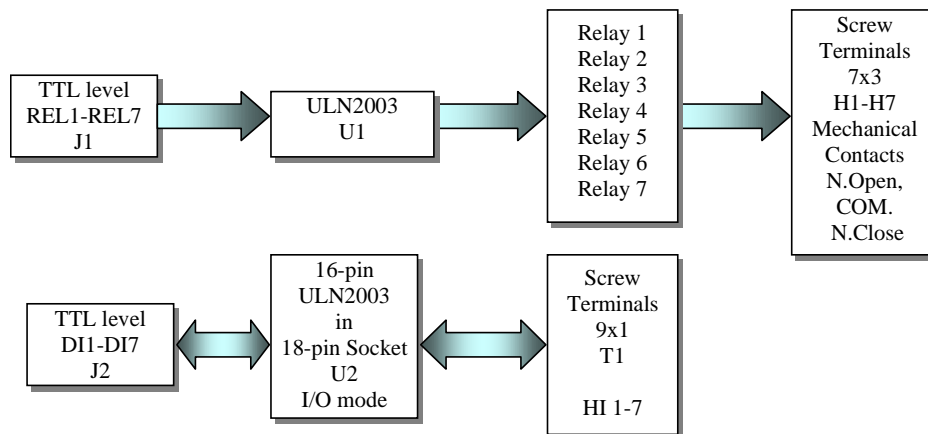 TTL level
REL1-REL7
J1
ULN2003
U1
Relay 1
Relay 2
Relay 3
Relay 4
Relay 5
Relay 6
Relay 7
Screw
Terminals
7x3
H1-H7
Mechanical
Contacts
N.Open,
COM.
N.Close
TTL level
DI1-DI7
J2
16-pin
ULN2003
in
18-pin Socket
U2
I/O mode
Screw
Terminals
9x1
T1
HI 1-7